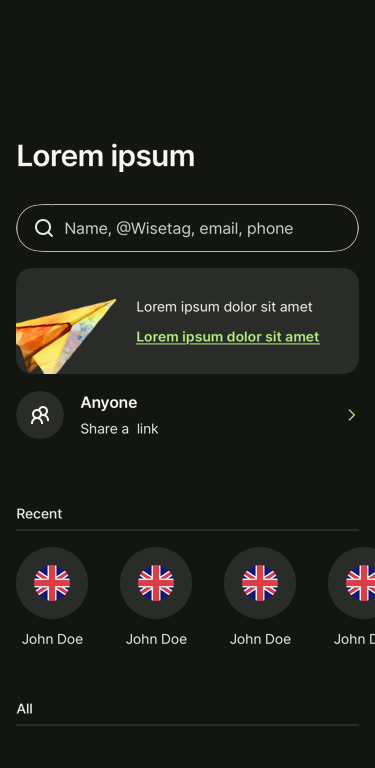 Lorem ipsum
Name, @Wisetag, email, phone
Lorem ipsum dolor sit amet
Lorem ipsum dolor sit amet
Anyone
Share a  link
Recent
John Doe John Doe John Doe John D
All